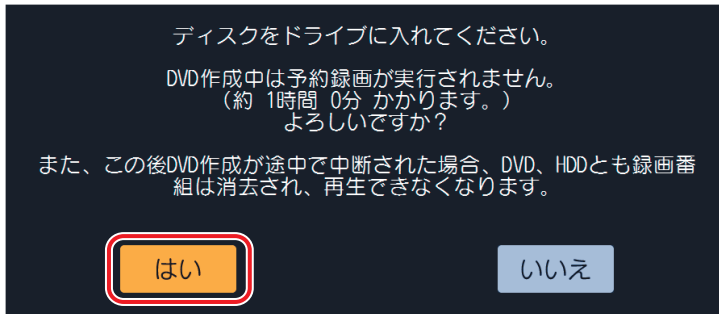 ディスクをドライブに入れてください。
DVD作成中は予約録画が実行されません。
（約 1時間 0分 かかります。）
よろしいですか？
また、この後DVD作成が途中で中断された場合、DVD、HDDとも録画番
組は消去され、再生できなくなります。
はい
いいえ